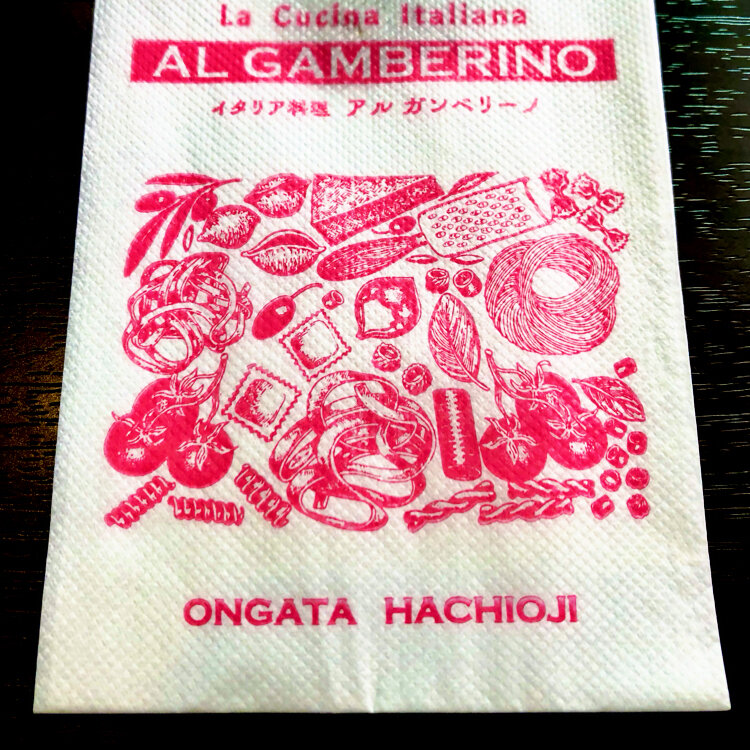 La Cucina Italiana
AL GAMBERINO
イタリア料理 アル ガンベリーノ
ONGATA HACHIOJI